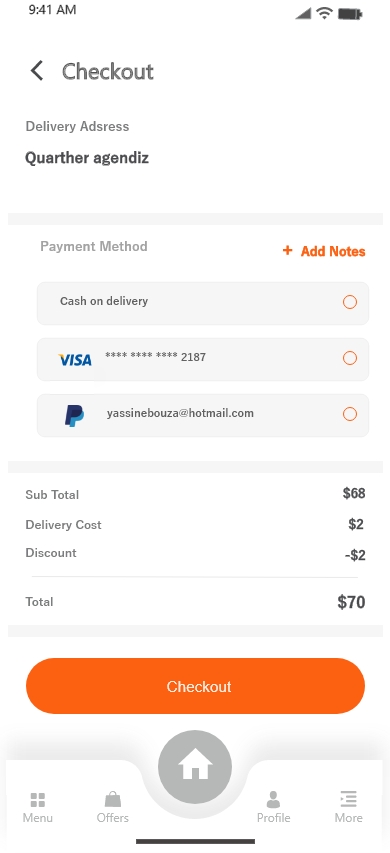 9:41 AM
Checkout
Delivery Adsress
Quarther agendiz
Payment Method
+ Add Notes
Cash on delivery
VISA **** **** **** 2187
yassinebouza@hotmail.com
Sub Total $68
Delivery Cost $2
Discount -$2
Total $70
Checkout
Menu Offers Profile More